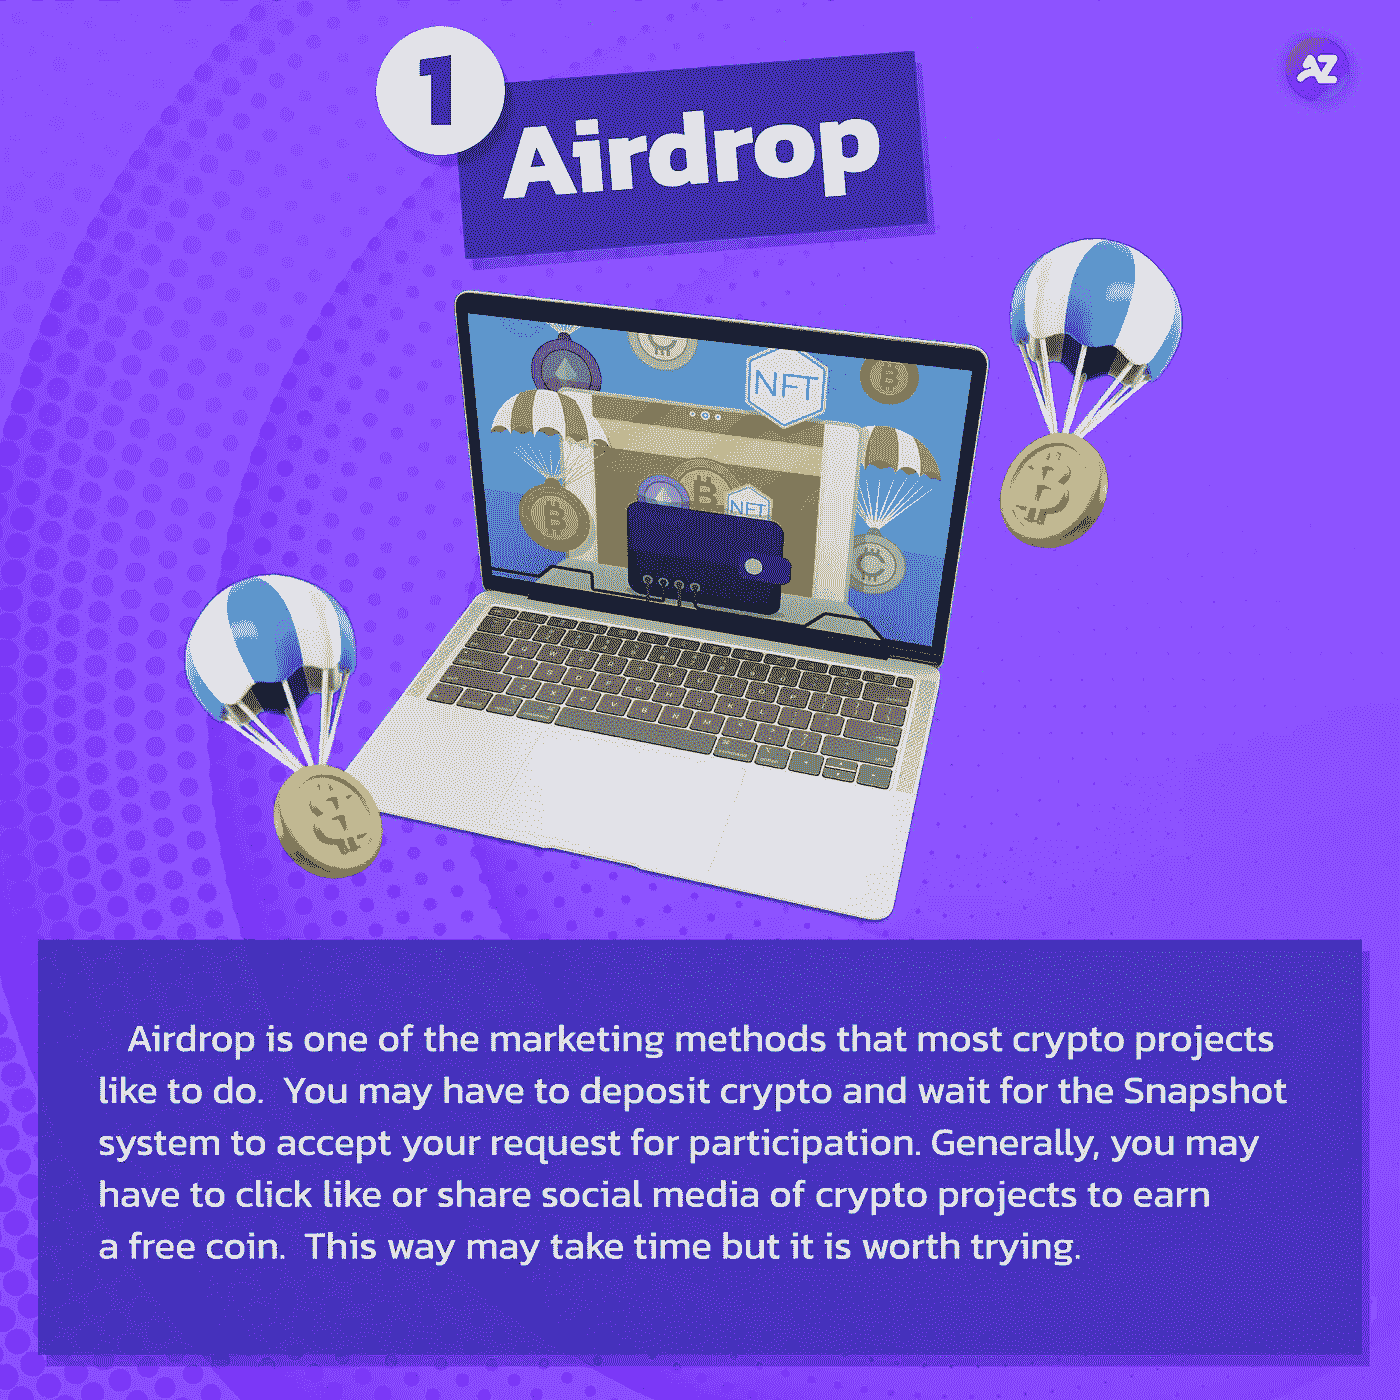 1
Airdrop
AZ
NFT
NFT
Airdrop is one of the marketing methods that most crypto projects
like to do. You may have to deposit crypto and wait for the Snapshot
system to accept your request for participation. Generally, you may
have to click like or share social media of crypto projects to earn
a free coin. This way may take time but it is worth trying.